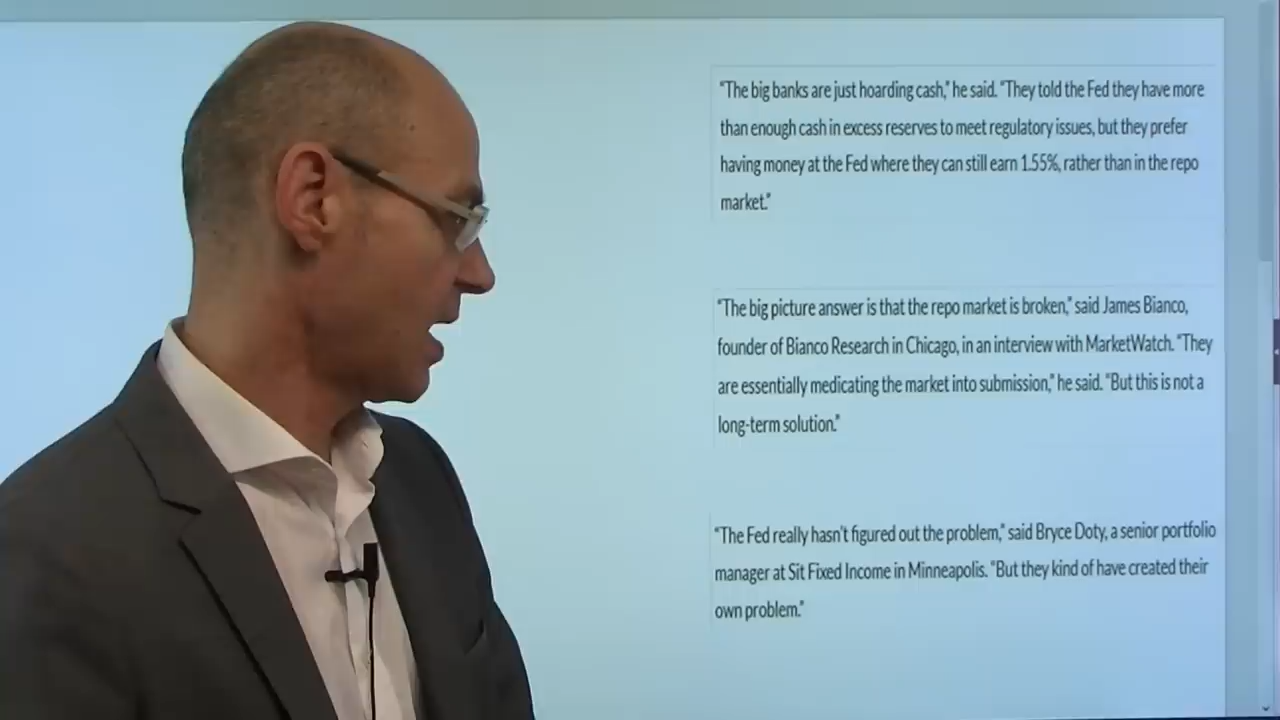 "The big banks are just hoarding cash," he said. "They told the Fed they have more
than enough cash in excess reserves to meet regulatory issues, but they prefer
having money at the Fed where they can still earn 1.55%, rather than in the repo
market."
"The big picture answer is that the repo market is broken," said James Bianco,
founder of Bianco Research in Chicago, in an interview with MarketWatch. "They
are essentially medicating the market into submission," he said. "But this is not a
long-term solution."
"The Fed really hasn't figured out the problem," said Bryce Doty, a senior portfolio
manager at Sit Fixed Income in Minneapolis. "But they kind of have created their
own problem."